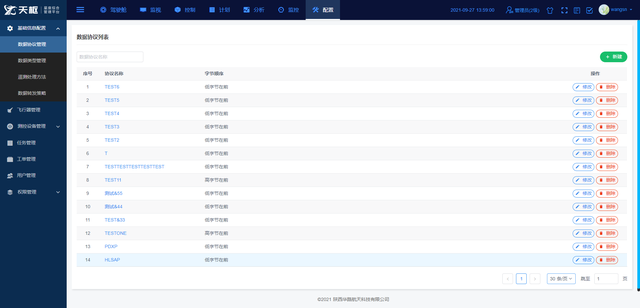 天枢
驾驶舱 监视 控制 计划 分析 监控 配置
2021-09-27 13:59:00
wangxx
基础信息配置
数据协议管理
数据类型管理
遥测处理方法
数据转发策略
飞行器管理
测控设备管理
任务管理
工单管理
用户管理
权限管理
数据协议列表
数据协议名称
+ 新建
序号 协议名称 字节顺序 操作
1 TEST6 低字节在前 修改 删除
2 TEST5 低字节在前 修改 删除
3 TEST4 低字节在前 修改 删除
4 TEST3 低字节在前 修改 删除
5 TEST2 低字节在前 修改 删除
6 T 低字节在前 修改 删除
7 TESTTESTTESTTESTTEST 低字节在前 修改 删除
8 TEST11 高字节在前 修改 删除
9 测试&55 低字节在前 修改 删除
10 测试&44 低字节在前 修改 删除
11 TEST&33 低字节在前 修改 删除
12 TESTONE 高字节在前 修改 删除
13 PDXP 低字节在前 修改 删除
14 HLSAP 低字节在前 修改 删除
1 30 条/页 跳至 1 页
©2021 陕西华晶航天科技有限公司